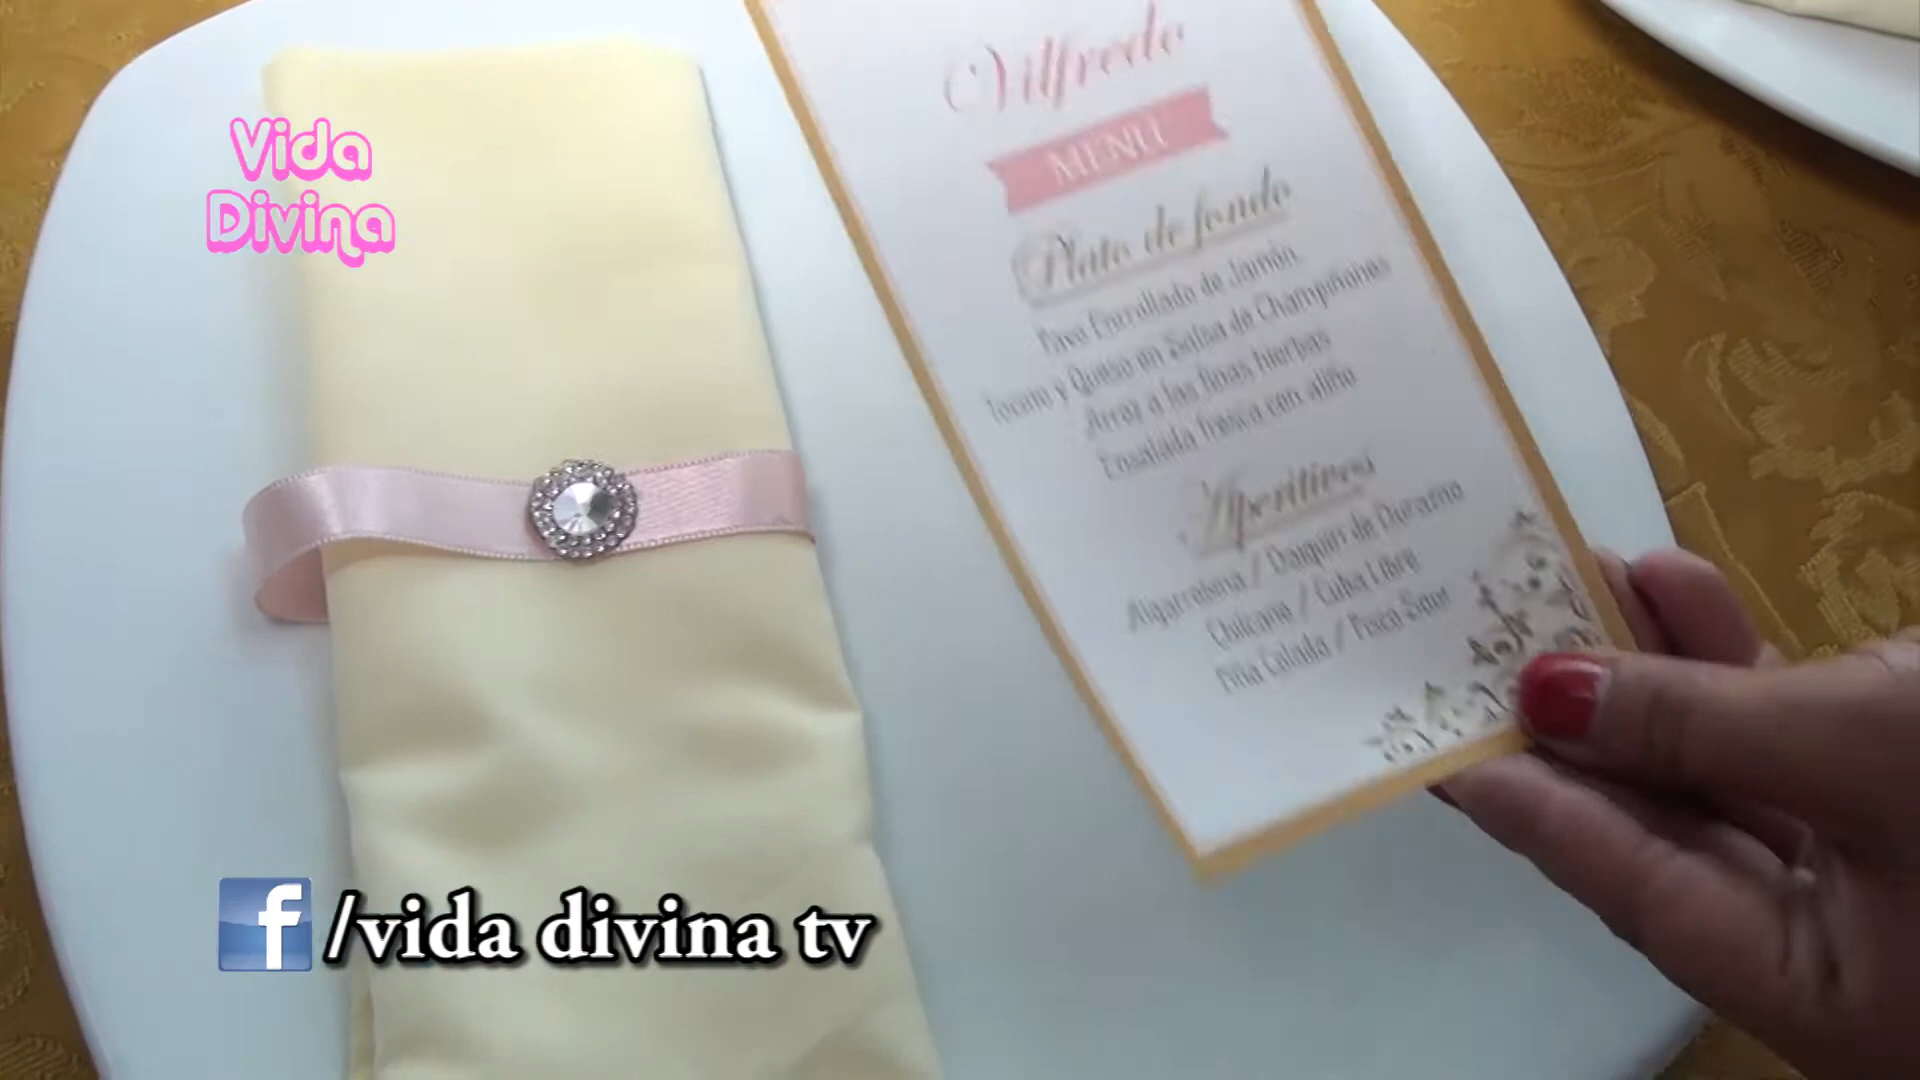 Vida
Divina
Vilfredo
MENU
Plato de fondo
Pavo Enrollado de Jamón,
Tocino y Queso en Salsa de Champiñones
Arroz a las finas hierbas
Ensalada fresca con aliño
Aperitivos
Algarrobina / Daiquiri de Durazno
Chilcano / Cuba Libre
Piña Colada / Pisco Sour
f /vida divina tv